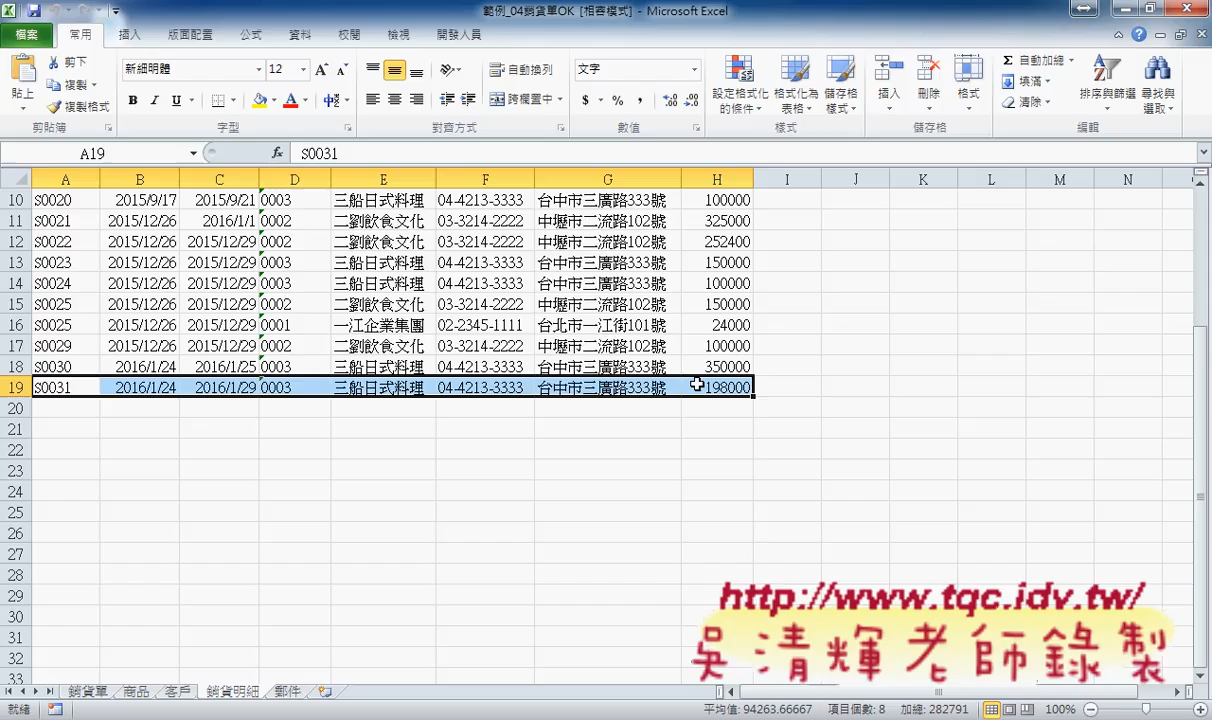 範例_04銷貨單OK [相容模式] - Microsoft Excel
檔案 常用 插入 版面配置 公式 資料 校閱 檢視 開發人員
貼上 剪下 複製 複製格式 剪貼簿
新細明體 12 B I U A 字型
自動換列 跨欄置中 對齊方式
文字 $ % , 數值
設定格式化的條件 格式化為表格 儲存格樣式 樣式
插入 刪除 格式 儲存格
Σ 自動加總 填滿 清除 排序與篩選 尋找與選取 編輯
A19 fx S0031
A B C D E F G H I J K L M N
10 S0020 2015/9/17 2015/9/21 0003 三船日式料理 04-4213-3333 台中市三廣路333號 100000
11 S0021 2015/12/26 2016/1/1 0002 二劉飲食文化 03-3214-2222 中壢市二流路102號 325000
12 S0022 2015/12/26 2015/12/29 0002 二劉飲食文化 03-3214-2222 中壢市二流路102號 252400
13 S0023 2015/12/26 2015/12/29 0003 三船日式料理 04-4213-3333 台中市三廣路333號 150000
14 S0024 2015/12/26 2015/12/29 0003 三船日式料理 04-4213-3333 台中市三廣路333號 100000
15 S0025 2015/12/26 2015/12/29 0002 二劉飲食文化 03-3214-2222 中壢市二流路102號 150000
16 S0025 2015/12/26 2015/12/29 0001 一江企業集團 02-2345-1111 台北市一江街101號 24000
17 S0029 2015/12/26 2015/12/29 0002 二劉飲食文化 03-3214-2222 中壢市二流路102號 100000
18 S0030 2016/1/24 2016/1/25 0003 三船日式料理 04-4213-3333 台中市三廣路333號 350000
19 S0031 2016/1/24 2016/1/29 0003 三船日式料理 04-4213-3333 台中市三廣路333號 198000
20
21
22
23
24
25
26
27
28
29
30
31
32
33
http://www.tqc.idv.tw/
吳清輝老師錄製
銷貨單 商品 客戶 銷貨明細 郵件
就緒 平均值: 94263.66667 項目個數: 8 加總: 282791 100%